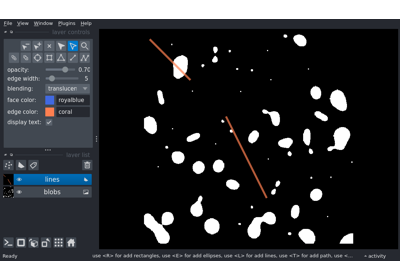 File View Window Plugins Help
layer controls
opacity: 0.70
edge width: 5
blending: translucen
face color: royalblue
edge color: coral
display text:
layer list
lines
blobs
Ready use <R> for add rectangles, use <E> for add ellipses, use <L> for add lines, use <T> for add path, use <... activity